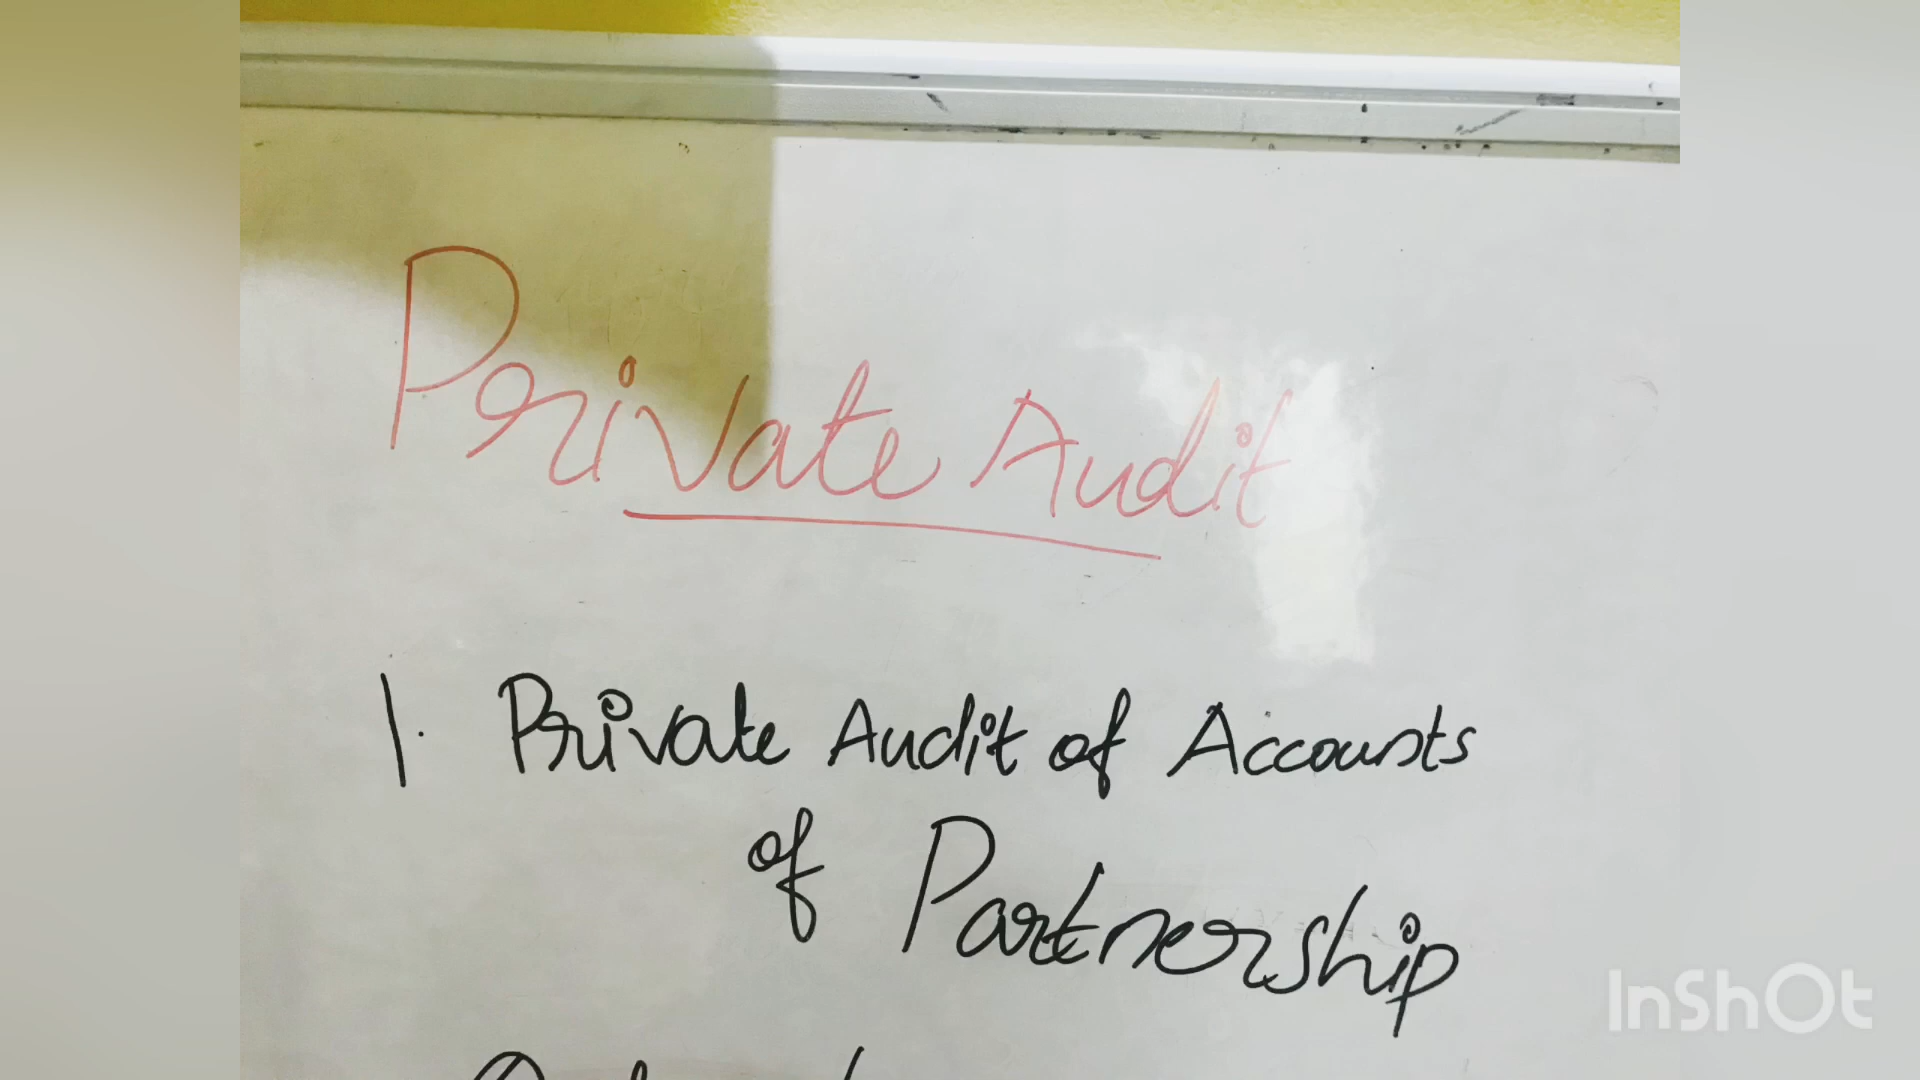 Private Audit
1. Private Audit of Accounts
of Partnership
InShOt